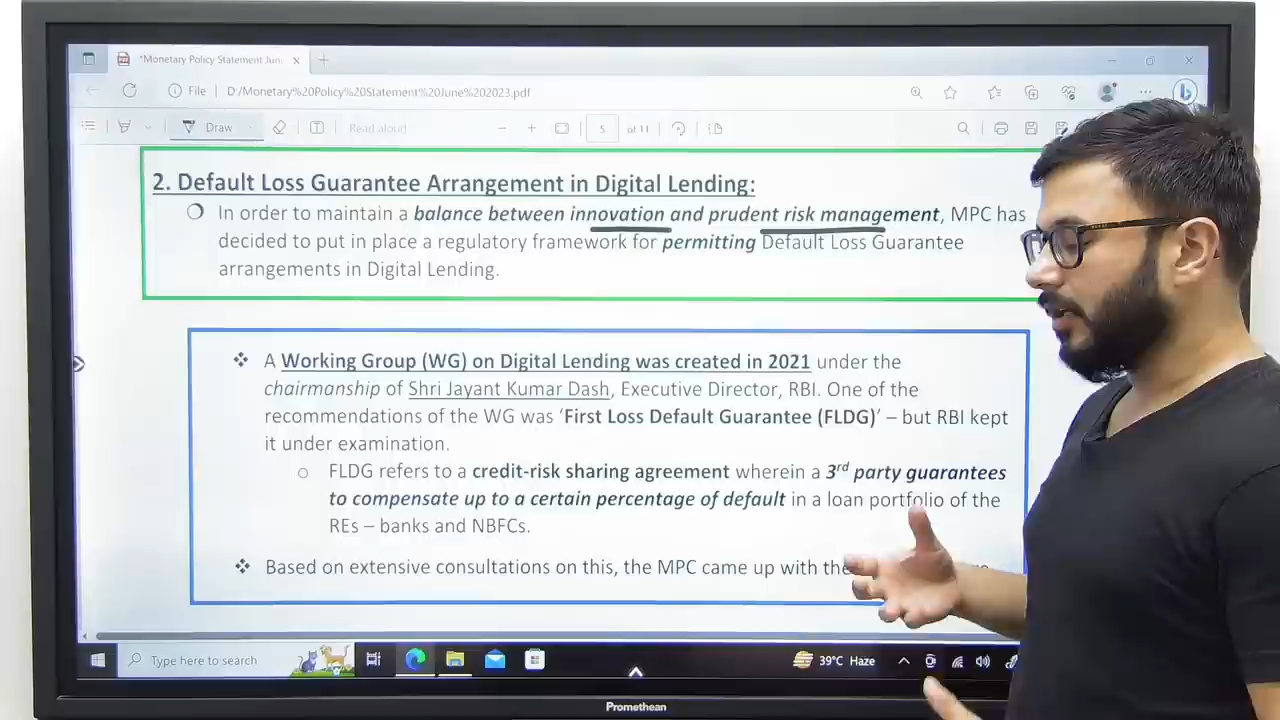 *Monetary Policy Statement Jun
File
D:/Monetary%20Policy%20Statement%20June%202023.pdf
Draw
Read aloud
5
of 11
2. Default Loss Guarantee Arrangement in Digital Lending:
In order to maintain a balance between innovation and prudent risk management, MPC has
decided to put in place a regulatory framework for permitting Default Loss Guarantee
arrangements in Digital Lending.
A Working Group (WG) on Digital Lending was created in 2021 under the
chairmanship of Shri Jayant Kumar Dash, Executive Director, RBI. One of the
recommendations of the WG was ‘First Loss Default Guarantee (FLDG)’ – but RBI kept
it under examination.
FLDG refers to a credit-risk sharing agreement wherein a 3rd party guarantees
to compensate up to a certain percentage of default in a loan portfolio of the
REs – banks and NBFCs.
Based on extensive consultations on this, the MPC came up with the
Type here to search
39°C Haze
Promethean